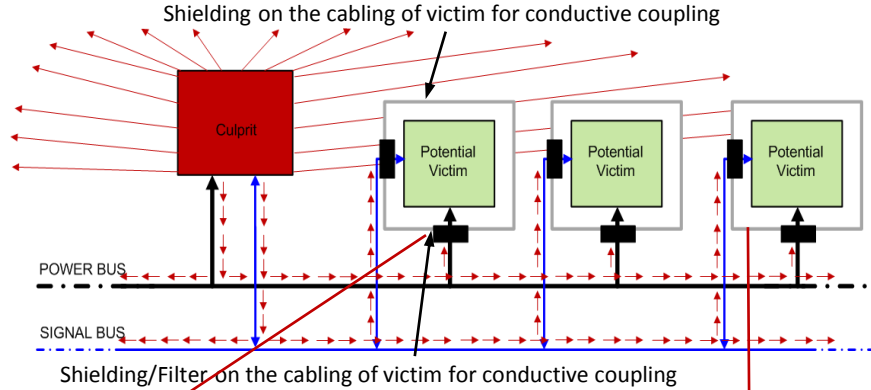 Shielding on the cabling of victim for conductive coupling
Culprit
Potential
Victim
Potential
Victim
Potential
Victim
POWER BUS
SIGNAL BUS
Shielding/Filter on the cabling of victim for conductive coupling